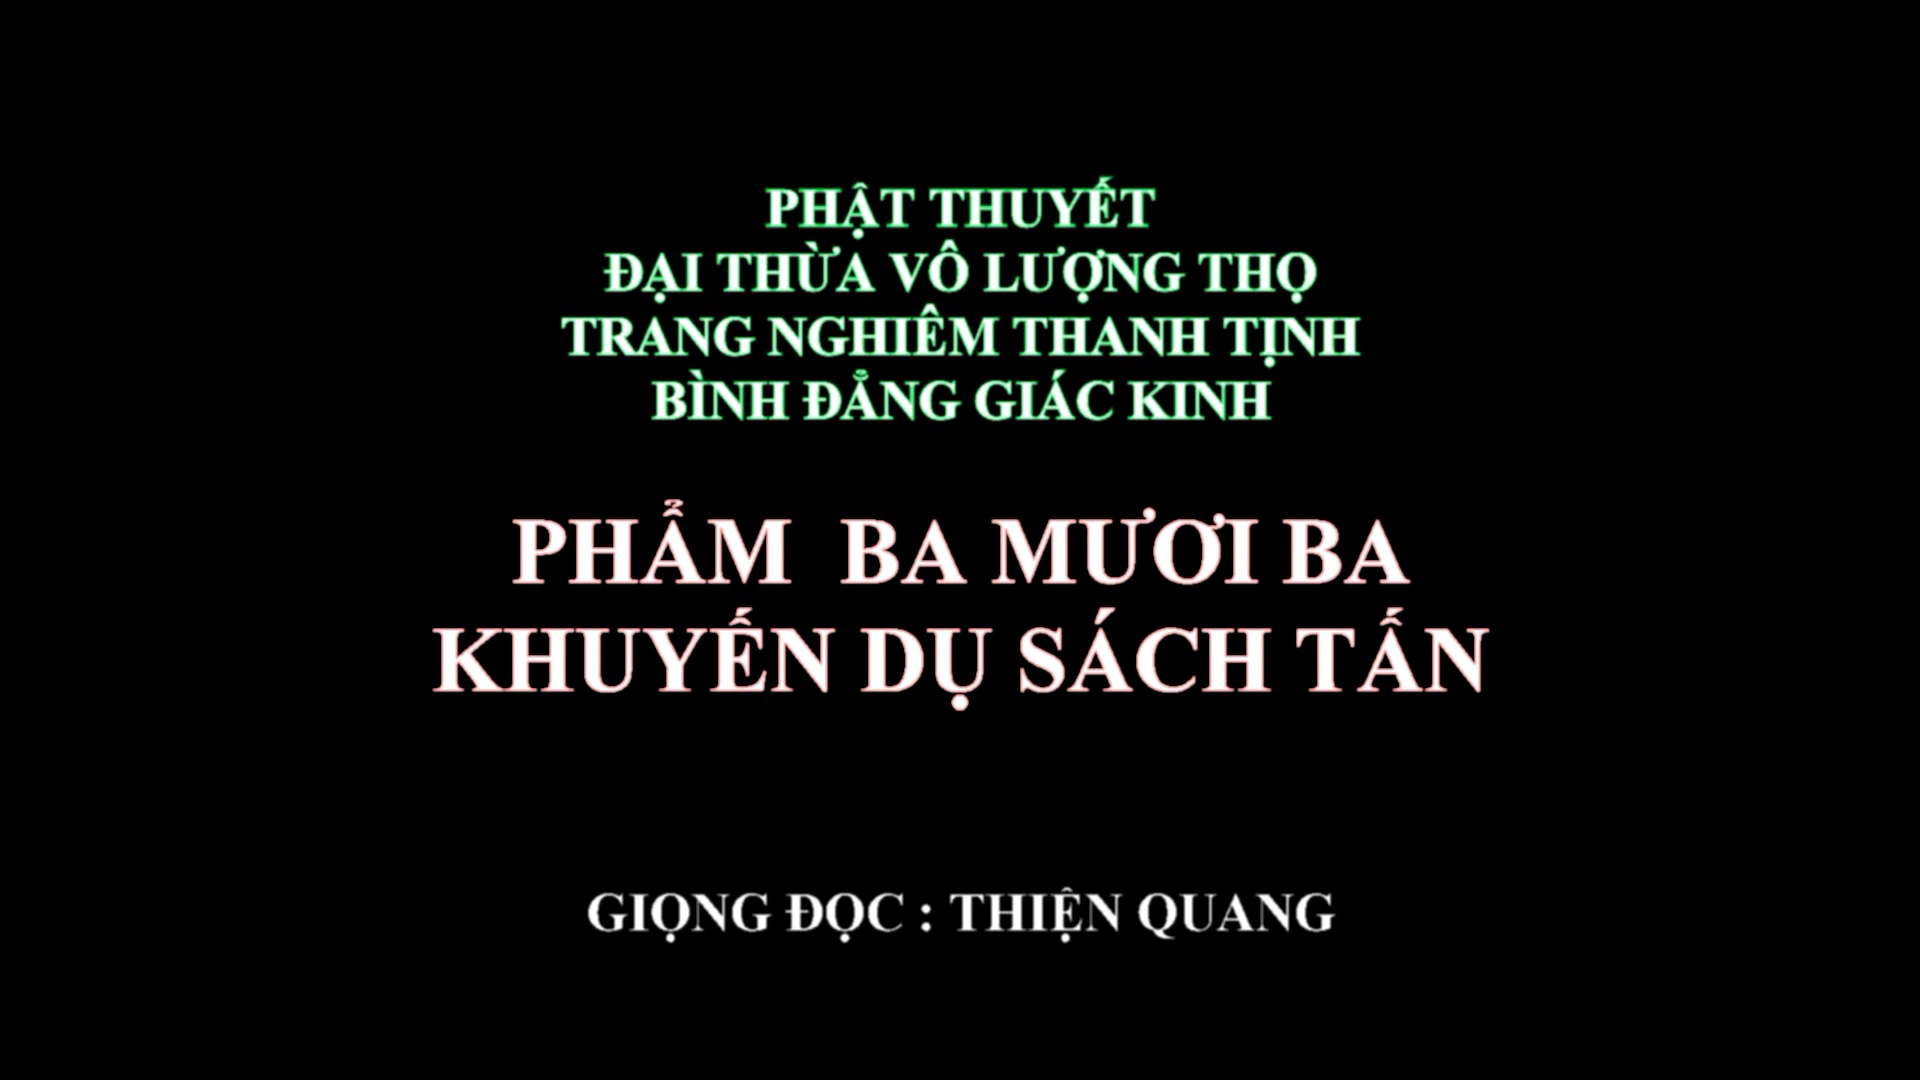 PHẬT THUYẾT
ĐẠI THỪA VÔ LƯỢNG THỌ
TRANG NGHIÊM THANH TỊNH
BÌNH ĐẲNG GIÁC KINH
PHẨM BA MƯƠI BA
KHUYẾN DỤ SÁCH TẤN
GIỌNG ĐỌC : THIỆN QUANG